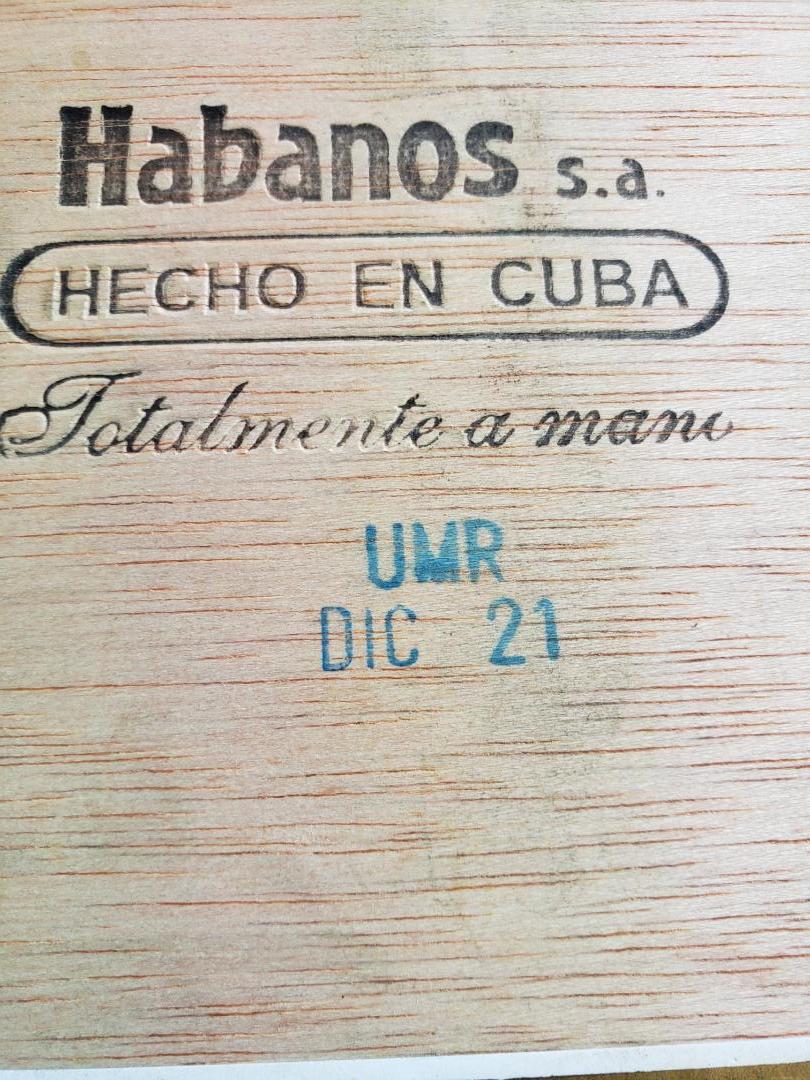 Habanos s.a.
HECHO EN CUBA
Totalmente a mano
UMR
DIC 21